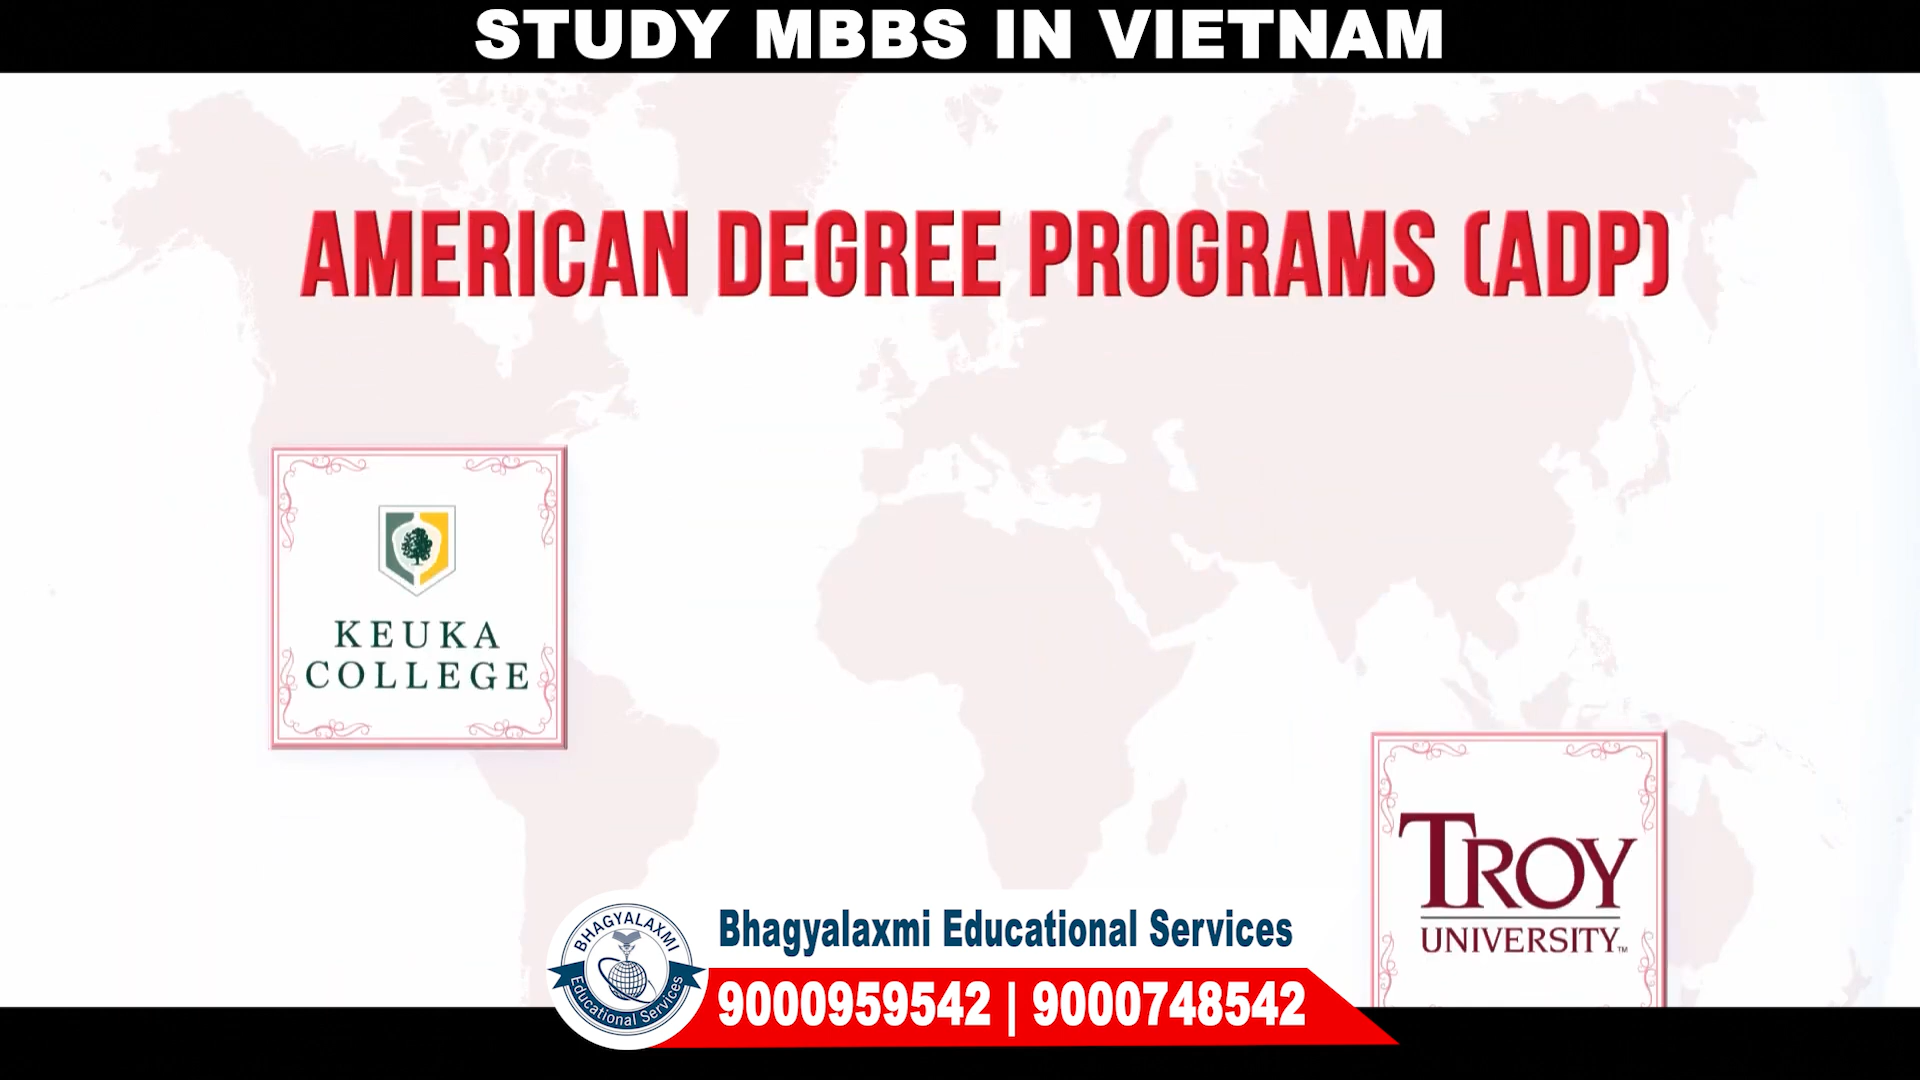 STUDY MBBS IN VIETNAM
AMERICAN DEGREE PROGRAMS (ADP)
KEUKA
COLLEGE
TROY
UNIVERSITY™
BHAGYALAXMI
Educational Services
Bhagyalaxmi Educational Services
9000959542 | 9000748542